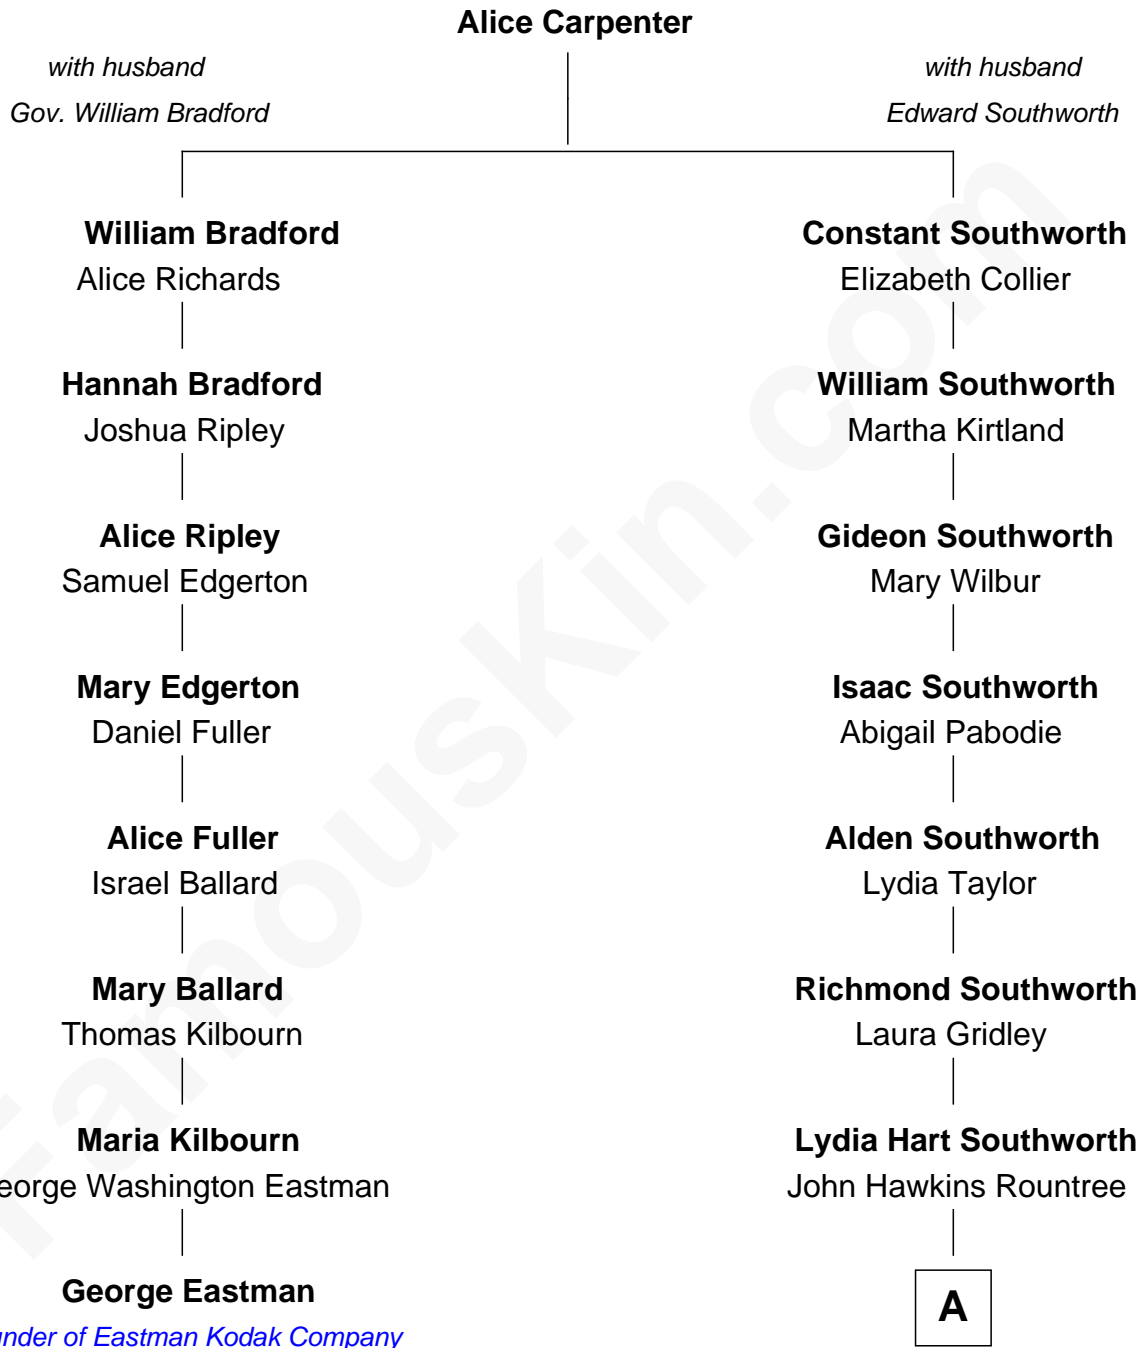 Alice Carpenter
with husband
Gov. William Bradford
with husband
Edward Southworth
William Bradford
Alice Richards
Hannah Bradford
Joshua Ripley
Alice Ripley
Samuel Edgerton
Mary Edgerton
Daniel Fuller
Alice Fuller
Israel Ballard
Mary Ballard
Thomas Kilbourn
Maria Kilbourn
eorge Washington Eastman
George Eastman
under of Eastman Kodak Company
Constant Southworth
Elizabeth Collier
William Southworth
Martha Kirtland
Gideon Southworth
Mary Wilbur
Isaac Southworth
Abigail Pabodie
Alden Southworth
Lydia Taylor
Richmond Southworth
Laura Gridley
Lydia Hart Southworth
John Hawkins Rountree
A
FamousKin.com